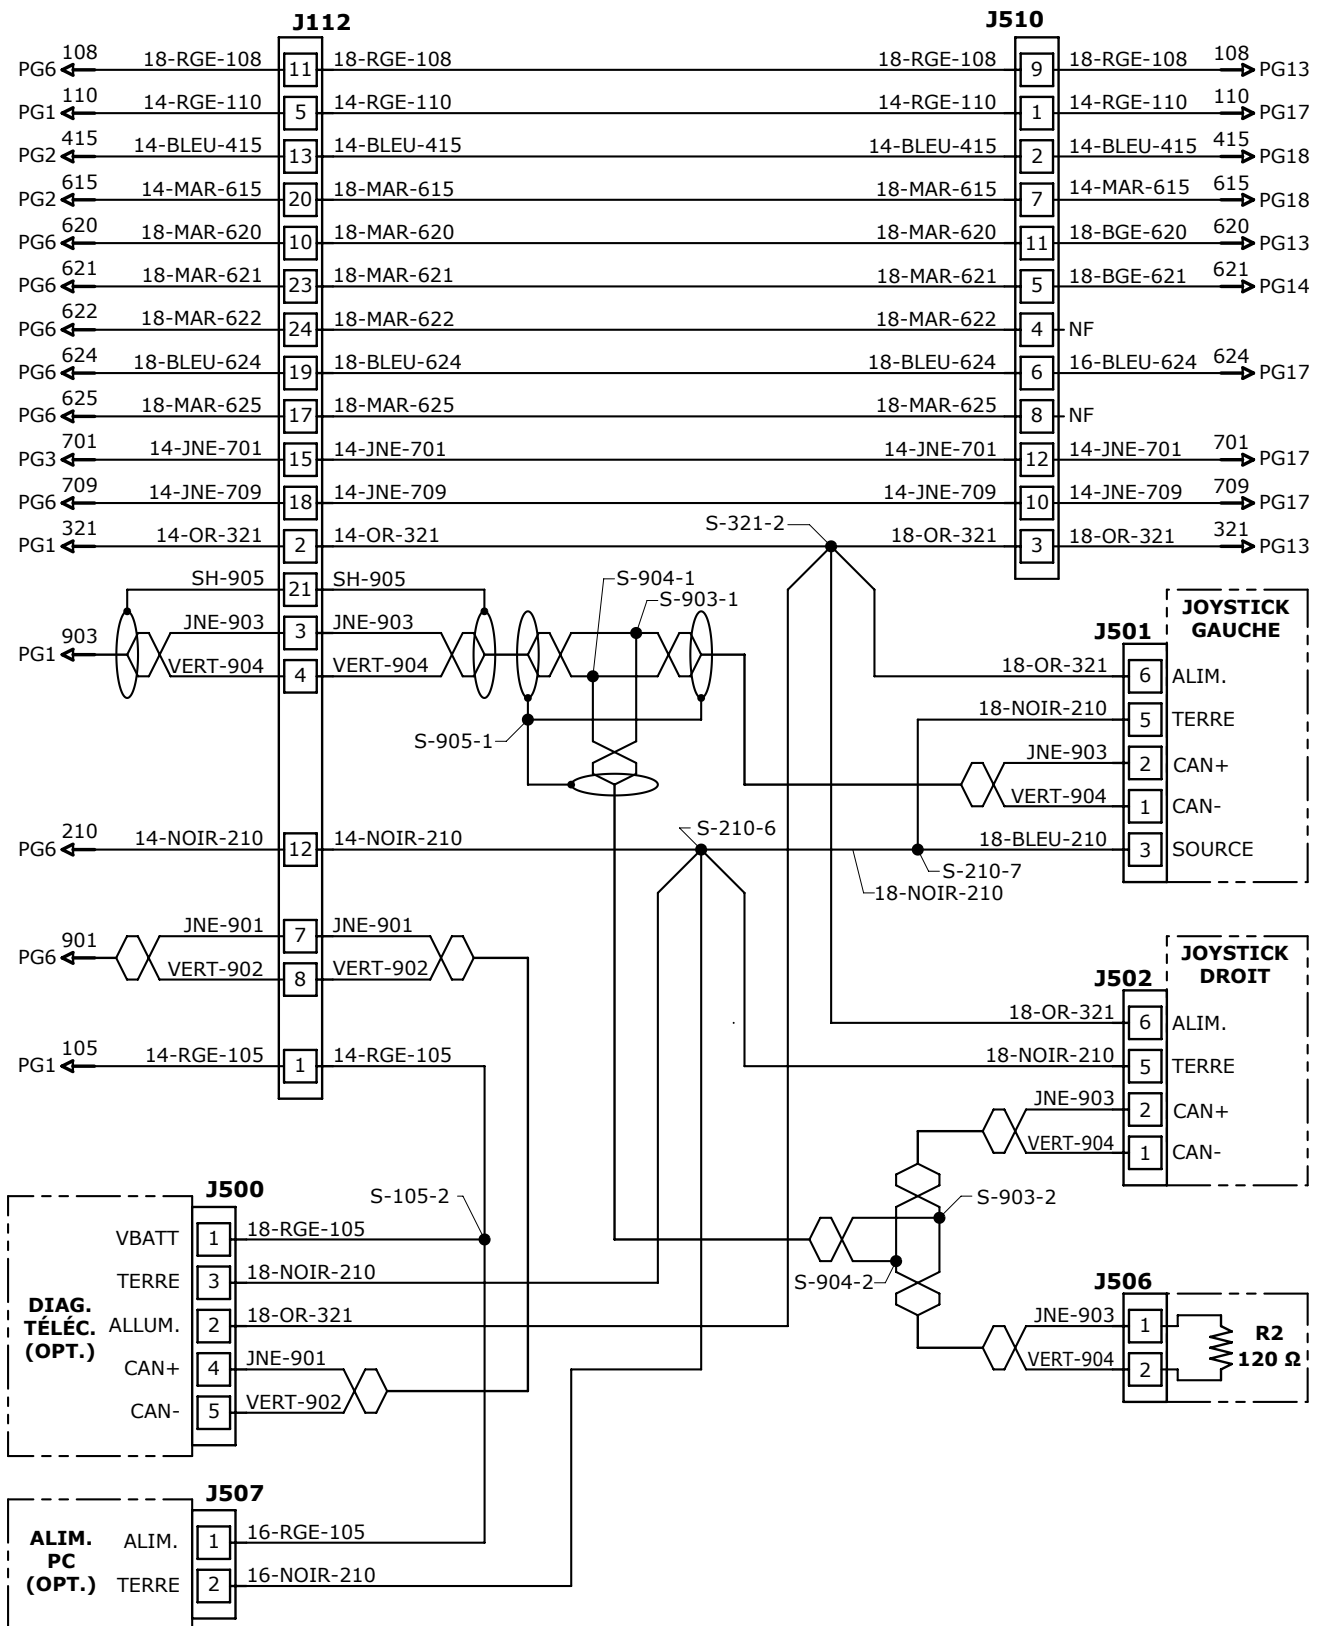 J112
J510
PG6 108 18-RGE-108 11 18-RGE-108 18-RGE-108 9 18-RGE-108 108 PG13
PG1 110 14-RGE-110 5 14-RGE-110 14-RGE-110 1 14-RGE-110 110 PG17
PG2 415 14-BLEU-415 13 14-BLEU-415 14-BLEU-415 2 14-BLEU-415 415 PG18
PG2 615 14-MAR-615 20 18-MAR-615 18-MAR-615 7 14-MAR-615 615 PG18
PG6 620 18-MAR-620 10 18-MAR-620 18-MAR-620 11 18-BGE-620 620 PG13
PG6 621 18-MAR-621 23 18-MAR-621 18-MAR-621 5 18-BGE-621 621 PG14
PG6 622 18-MAR-622 24 18-MAR-622 18-MAR-622 4 NF
PG6 624 18-BLEU-624 19 18-BLEU-624 18-BLEU-624 6 16-BLEU-624 624 PG17
PG6 625 18-MAR-625 17 18-MAR-625 18-MAR-625 8 NF
PG3 701 14-JNE-701 15 14-JNE-701 14-JNE-701 12 14-JNE-701 701 PG17
PG6 709 14-JNE-709 18 14-JNE-709 14-JNE-709 10 14-JNE-709 709 PG17
S-321-2
PG1 321 14-OR-321 2 14-OR-321 18-OR-321 3 18-OR-321 321 PG13
SH-905 21 SH-905
S-904-1
S-903-1
PG1 903 JNE-903 3 JNE-903
VERT-904 4 VERT-904
S-905-1
JOYSTICK
GAUCHE
J501
18-OR-321 6 ALIM.
18-NOIR-210 5 TERRE
JNE-903 2 CAN+
VERT-904 1 CAN-
18-BLEU-210 3 SOURCE
PG6 210 14-NOIR-210 12 14-NOIR-210
S-210-6
S-210-7
18-NOIR-210
PG6 901 JNE-901 7 JNE-901
VERT-902 8 VERT-902
JOYSTICK
DROIT
J502
18-OR-321 6 ALIM.
18-NOIR-210 5 TERRE
JNE-903 2 CAN+
VERT-904 1 CAN-
PG1 105 14-RGE-105 1 14-RGE-105
J500
S-105-2
S-903-2
S-904-2
DIAG.
TÉLÉC.
(OPT.)
VBATT 1 18-RGE-105
TERRE 3 18-NOIR-210
ALLUM. 2 18-OR-321
CAN+ 4 JNE-901
CAN- 5 VERT-902
J506
JNE-903 1
VERT-904 2
R2
120 Ω
J507
ALIM.
PC
(OPT.)
ALIM. 1 16-RGE-105
TERRE 2 16-NOIR-210